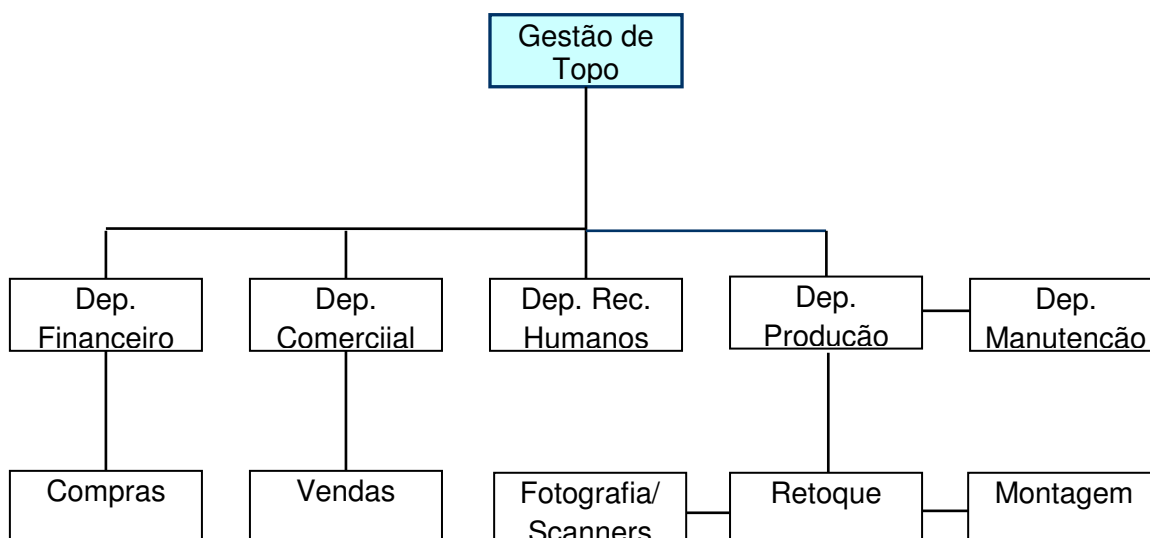 Gestão de
Topo
Dep.
Financeiro
Dep.
Comerciial
Dep. Rec.
Humanos
Dep.
Producão
Dep.
Manutencão
Compras
Vendas
Fotografia/
Scanners
Retoque
Montagem